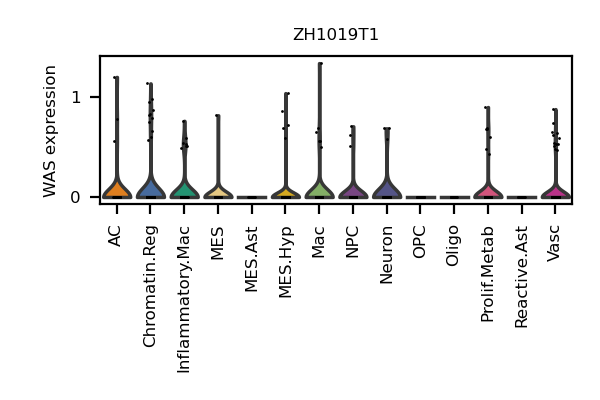 ZH1019T1
WAS expression
1
0
AC
Chromatin.Reg
Inflammatory.Mac
MES
MES.Ast
MES.Hyp
Mac
NPC
Neuron
OPC
Oligo
Prolif.Metab
Reactive.Ast
Vasc